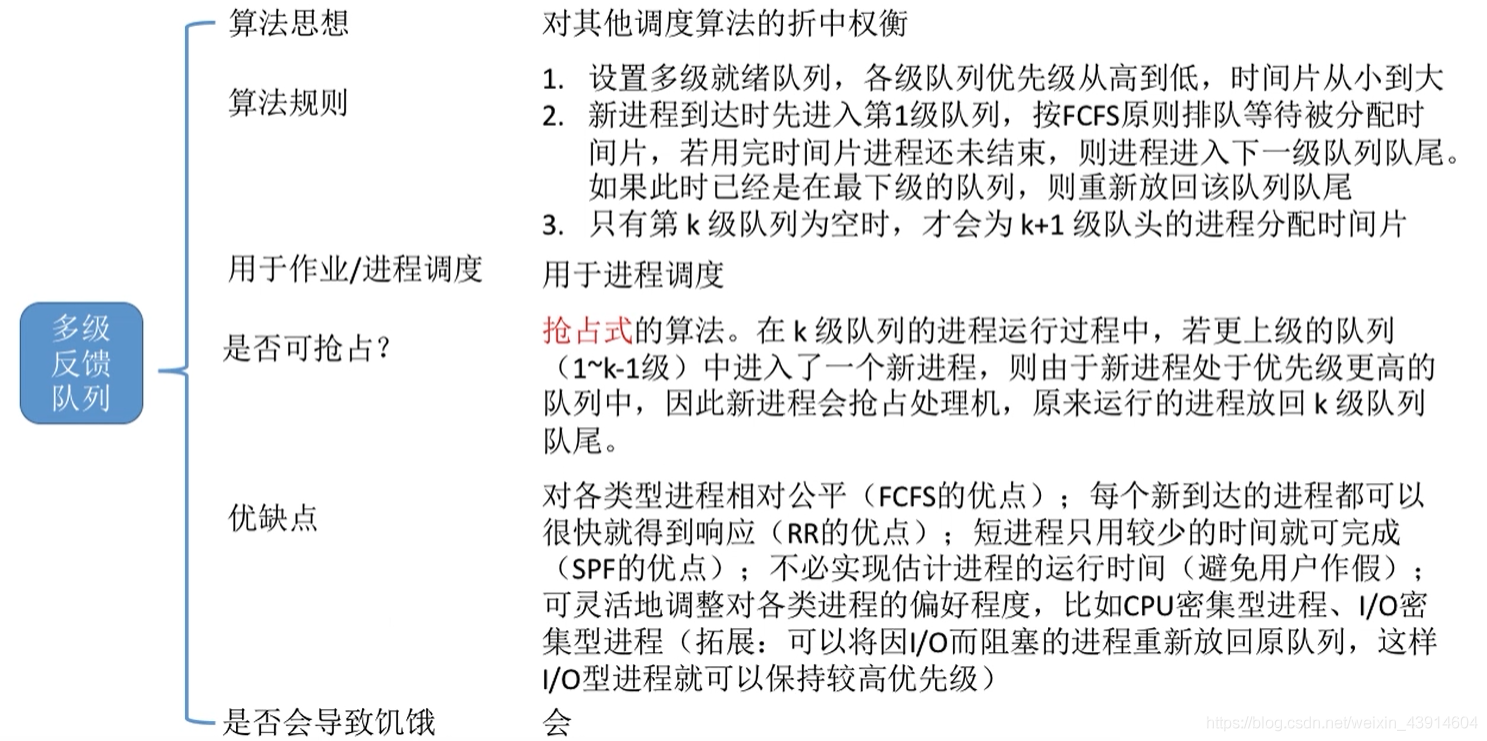 算法思想
对其他调度算法的折中权衡
算法规则
1. 设置多级就绪队列，各级队列优先级从高到低，时间片从小到大
2. 新进程到达时先进入第1级队列，按FCFS原则排队等待被分配时
间片，若用完时间片进程还未结束，则进程进入下一级队列队尾。
如果此时已经是在最下级的队列，则重新放回该队列队尾
3. 只有第 k 级队列为空时，才会为 k+1 级队头的进程分配时间片
用于作业/进程调度
用于进程调度
多级
反馈
队列
是否可抢占？
抢占式的算法。在 k 级队列的进程运行过程中，若更上级的队列
（1~k-1级）中进入了一个新进程，则由于新进程处于优先级更高的
队列中，因此新进程会抢占处理机，原来运行的进程放回 k 级队列
队尾。
优缺点
对各类型进程相对公平（FCFS的优点）；每个新到达的进程都可以
很快就得到响应（RR的优点）；短进程只用较少的时间就可完成
（SPF的优点）；不必实现估计进程的运行时间（避免用户作假）；
可灵活地调整对各类进程的偏好程度，比如CPU密集型进程、I/O密
集型进程（拓展：可以将因I/O而阻塞的进程重新放回原队列，这样
I/O型进程就可以保持较高优先级）
是否会导致饥饿
会
https://blog.csdn.net/weixin_43914604